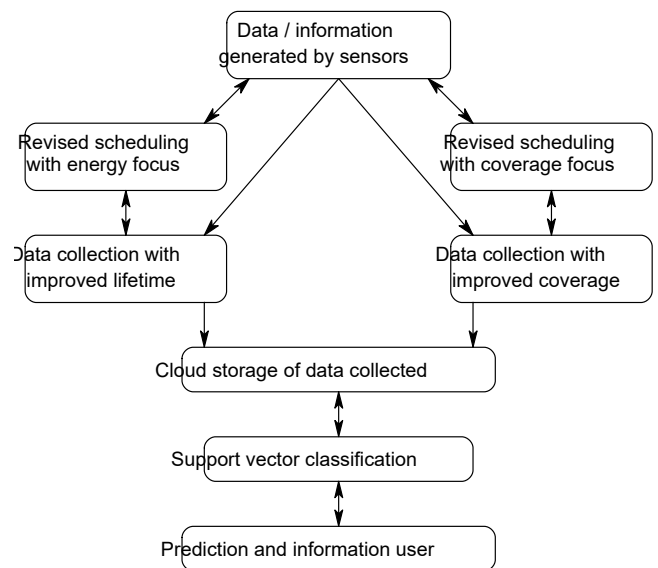 Data / information
generated by sensors
Revised scheduling
with energy focus
Revised scheduling
with coverage focus
Data collection with
improved lifetime
Data collection with
improved coverage
Cloud storage of data collected
Support vector classification
Prediction and information user